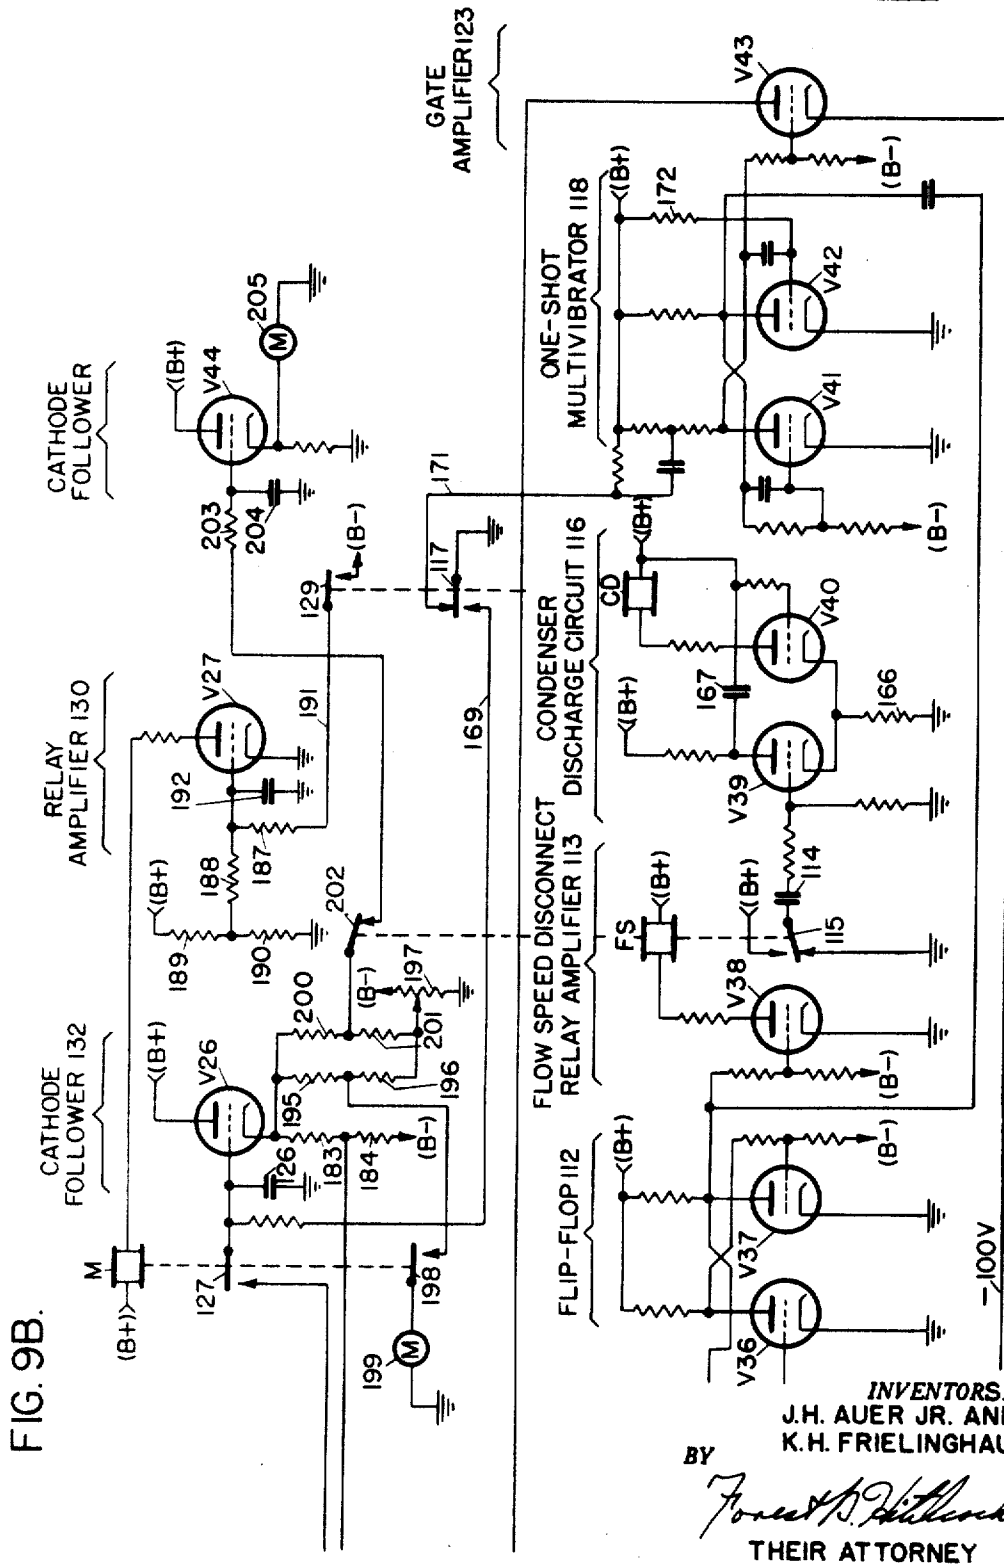 FIG. 9B.
CATHODE
FOLLOWER 132
RELAY
AMPLIFIER 130
CATHODE
FOLLOWER
GATE
AMPLIFIER 123
M
(B+)
(B+)
V26
127
126
183
184
(B-)
195
196
200
201
(B-)
197
198
199
M
(B+)
189
190
188
187
192
V27
191
202
203
204
(B+)
V44
M
205
129
(B-)
117
169
171
FLIP-FLOP 112
FLOW SPEED DISCONNECT
RELAY AMPLIFIER 113
CONDENSER
DISCHARGE CIRCUIT 116
ONE-SHOT
MULTIVIBRATOR 118
(B+)
V36
V37
(B-)
(B-)
V38
FS
(B+)
(B+)
115
114
(B+)
V39
167
CD
(B+)
V40
166
(B-)
V41
V42
(B+)
172
V43
(B-)
-100V
INVENTORS.
J.H. AUER JR. AN
K.H. FRIELINGHAU
BY
THEIR ATTORNEY